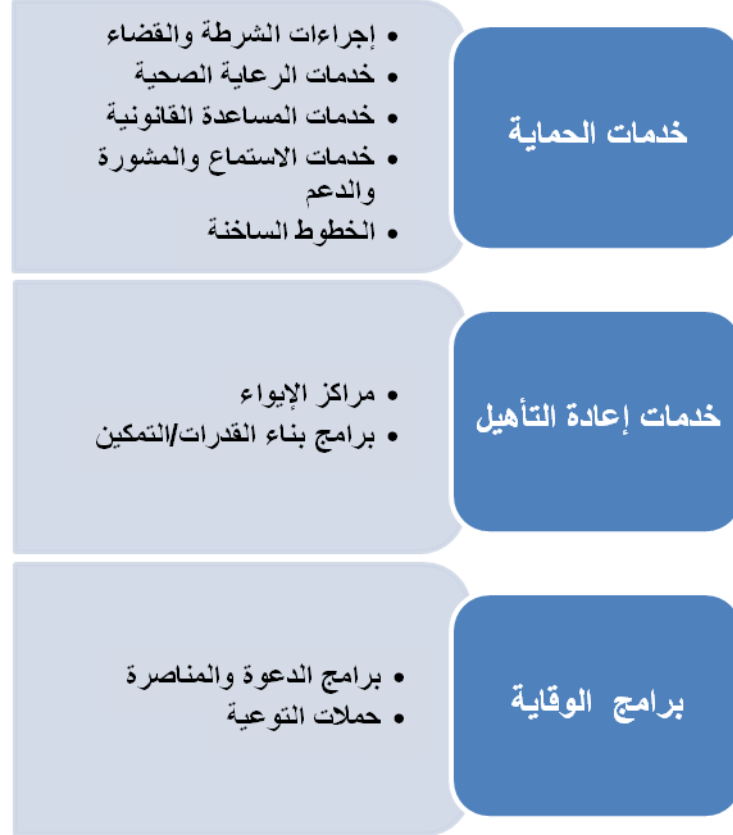 خدمات الحماية
• إجراءات الشرطة والقضاء
• خدمات الرعاية الصحية
• خدمات المساعدة القانونية
• خدمات الاستماع والمشورة
والدعم
• الخطوط الساخنة
خدمات إعادة التأهيل
• مراكز الإيواء
• برامج بناء القدرات/التمكين
برامج الوقاية
• برامج الدعوة والمناصرة
• حملات التوعية